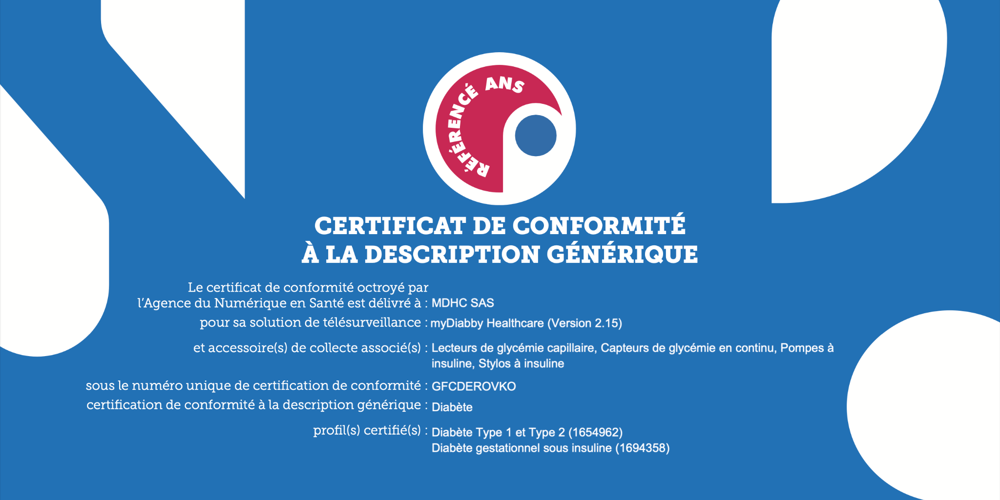 RÉFÉRENCÉ ANS
CERTIFICAT DE CONFORMITÉ
À LA DESCRIPTION GÉNÉRIQUE
Le certificat de conformité octroyé par
l’Agence du Numérique en Santé est délivré à : MDHC SAS
pour sa solution de télésurveillance : myDiabby Healthcare (Version 2.15)
et accessoire(s) de collecte associé(s) : Lecteurs de glycémie capillaire, Capteurs de glycémie en continu, Pompes à
insuline, Stylos à insuline
sous le numéro unique de certification de conformité : GFCDEROVKO
certification de conformité à la description générique : Diabète
profil(s) certifié(s) : Diabète Type 1 et Type 2 (1654962)
Diabète gestationnel sous insuline (1694358)